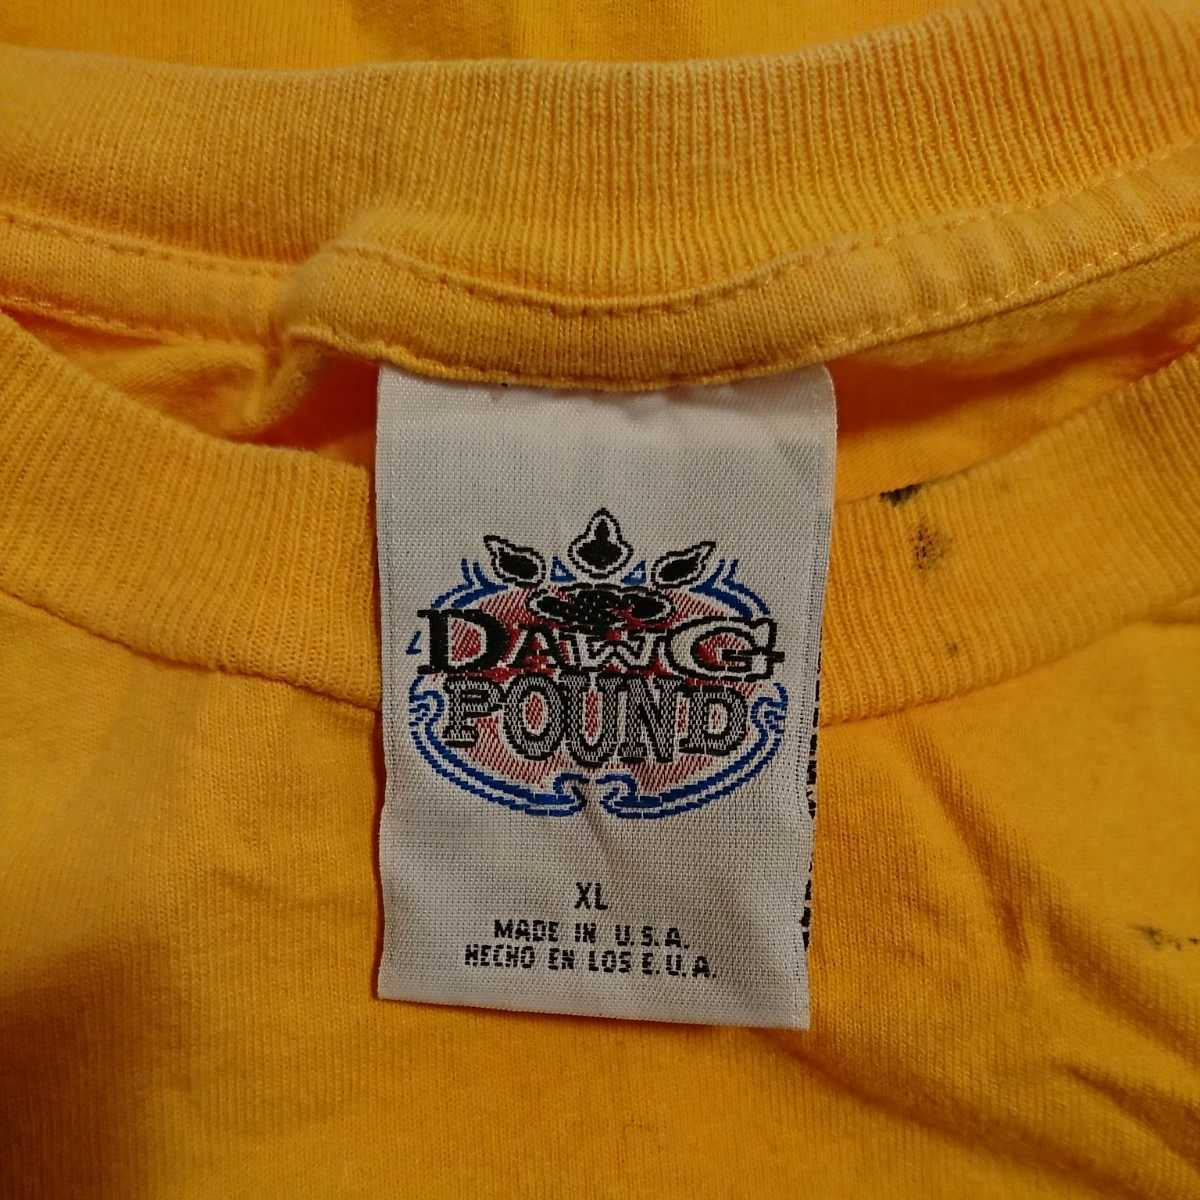 DAWG
POUND
XL
MADE IN U.S.A.
HECHO EN LOS E.U.A.